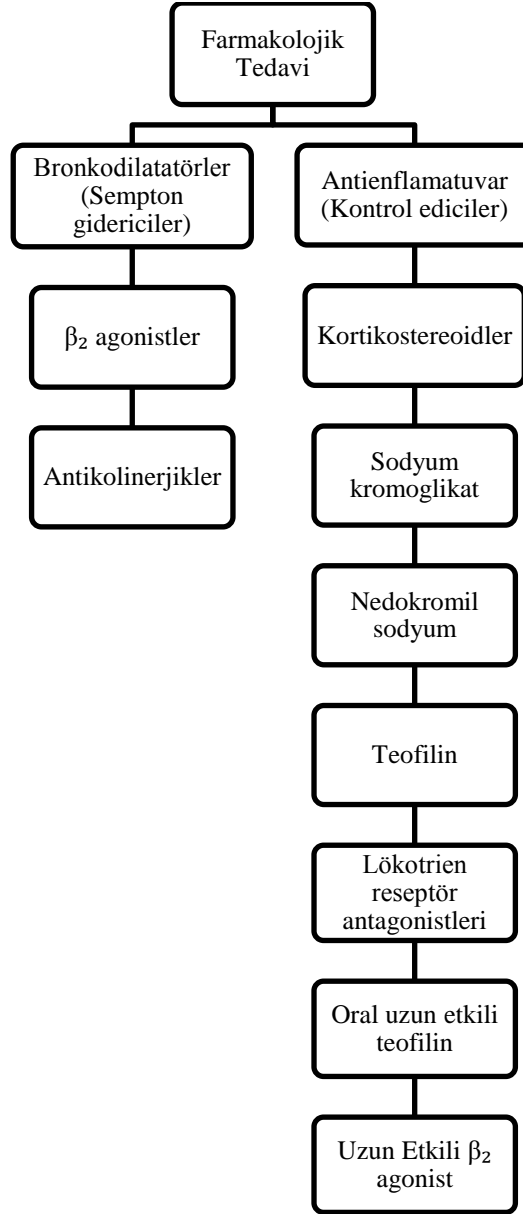 Farmakolojik
Tedavi
Bronkodilatatörler
(Sempton
gidericiler)
β₂ agonistler
Antikolinerjikler
Antienflamatuvar
(Kontrol ediciler)
Kortikostereoidler
Sodyum
kromoglikat
Nedokromil
sodyum
Teofilin
Lökotrien
reseptör
antagonistleri
Oral uzun etkili
teofilin
Uzun Etkili β₂
agonist